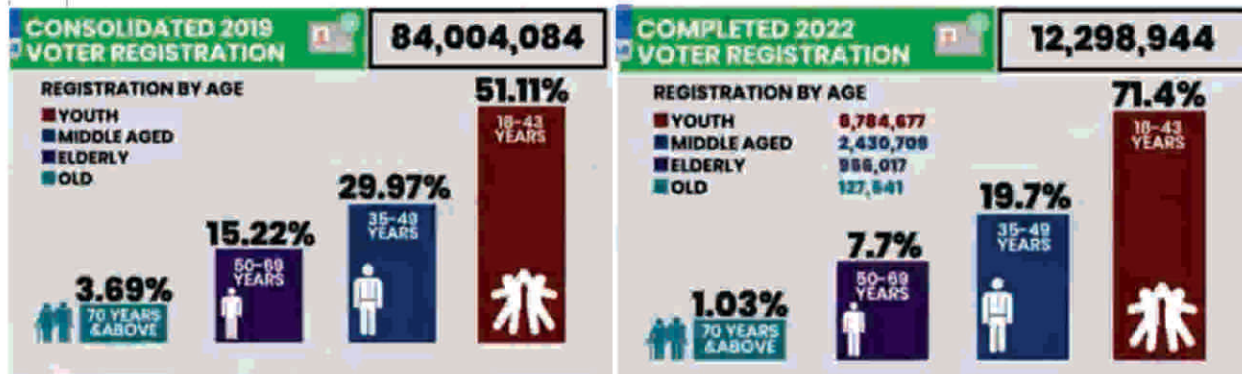 CONSOLIDATED 2019
VOTER REGISTRATION
84,004,084
REGISTRATION BY AGE
YOUTH
MIDDLE AGED
ELDERLY
OLD
3.69%
70 YEARS
&ABOVE
15.22%
50-69
YEARS
29.97%
35-49
YEARS
51.11%
18-43
YEARS
COMPLETED 2022
VOTER REGISTRATION
12,298,944
REGISTRATION BY AGE
YOUTH 8,784,677
MIDDLE AGED 2,430,709
ELDERLY
OLD
1.03%
70 YEARS
&ABOVE
7.7%
50-69
YEARS
19.7%
35-49
YEARS
71.4%
18-43
YEARS